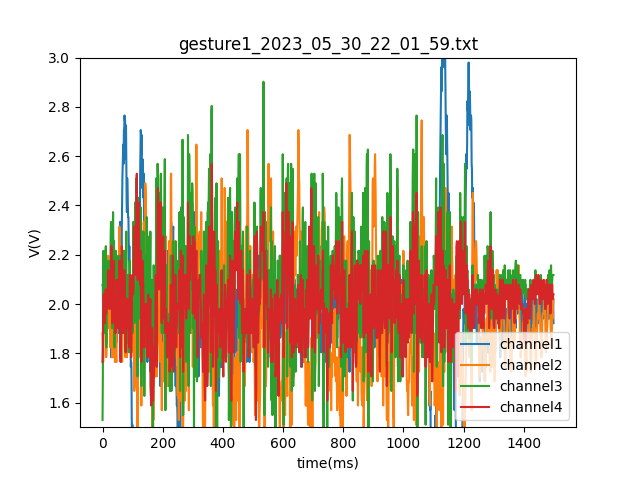 gesture1_2023_05_30_22_01_59.txt
3.0
2.8
2.6
2.4
2.2
2.0
1.8
1.6
V(V)
channel1
channel2
channel3
channel4
0 200 400 600 800 1000 1200 1400
time(ms)